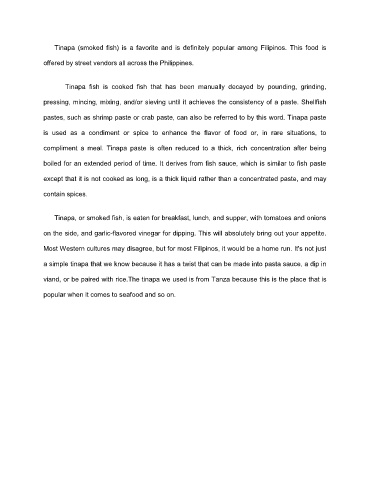 Tinapa (smoked fish) is a favorite and is definitely popular among Filipinos. This food is
offered by street vendors all across the Philippines.
Tinapa fish is cooked fish that has been manually decayed by pounding, grinding,
pressing, mincing, mixing, and/or sieving until it achieves the consistency of a paste. Shellfish
pastes, such as shrimp paste or crab paste, can also be referred to by this word. Tinapa paste
is used as a condiment or spice to enhance the flavor of food or, in rare situations, to
compliment a meal. Tinapa paste is often reduced to a thick, rich concentration after being
boiled for an extended period of time. It derives from fish sauce, which is similar to fish paste
except that it is not cooked as long, is a thick liquid rather than a concentrated paste, and may
contain spices.
Tinapa, or smoked fish, is eaten for breakfast, lunch, and supper, with tomatoes and onions
on the side, and garlic-flavored vinegar for dipping. This will absolutely bring out your appetite.
Most Western cultures may disagree, but for most Filipinos, it would be a home run. It's not just
a simple tinapa that we know because it has a twist that can be made into pasta sauce, a dip in
viand, or be paired with rice.The tinapa we used is from Tanza because this is the place that is
popular when it comes to seafood and so on.